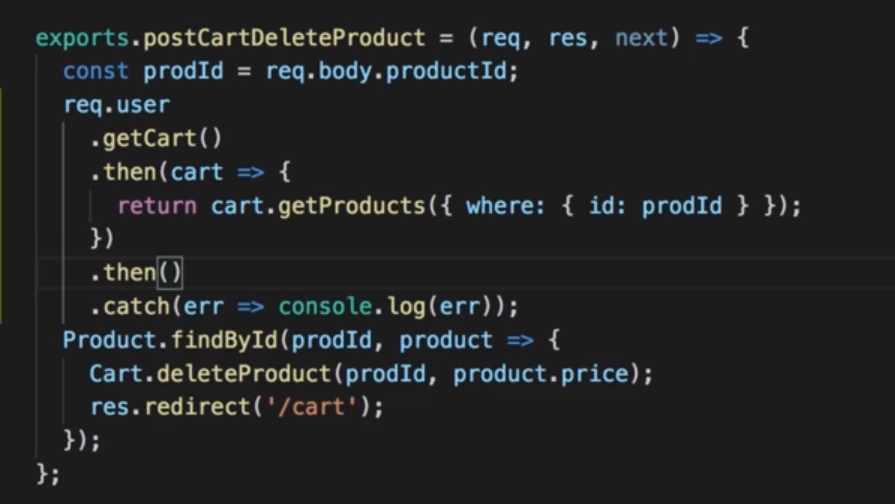 exports.postCartDeleteProduct = (req, res, next) => {
  const prodId = req.body.productId;
  req.user
    .getCart()
    .then(cart => {
      return cart.getProducts({ where: { id: prodId } });
    })
    .then()
    .catch(err => console.log(err));
  Product.findById(prodId, product => {
    Cart.deleteProduct(prodId, product.price);
    res.redirect('/cart');
  });
};